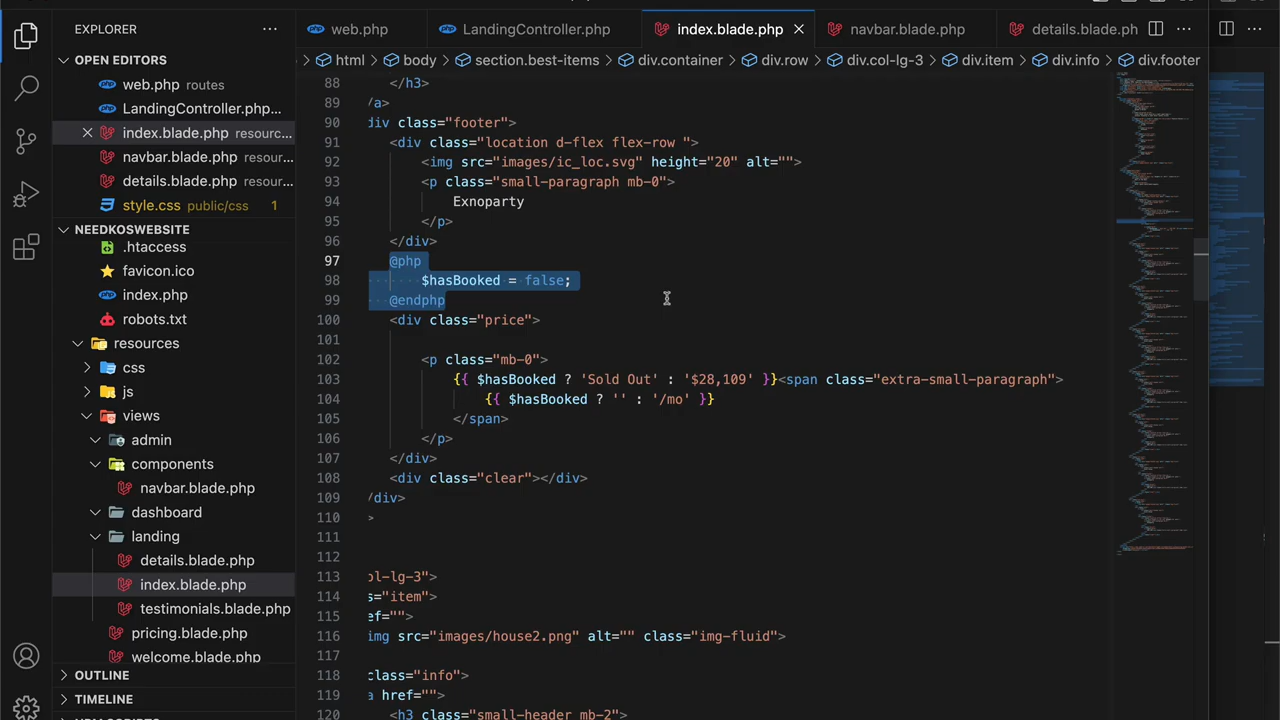 EXPLORER
OPEN EDITORS
web.php routes
LandingController.php...
index.blade.php resourc...
navbar.blade.php resour...
details.blade.php resour...
style.css public/css 1
NEEDKOSWEBSITE
.htaccess
favicon.ico
index.php
robots.txt
resources
css
js
views
admin
components
navbar.blade.php
dashboard
landing
details.blade.php
index.blade.php
testimonials.blade.php
pricing.blade.php
welcome.blade.php
OUTLINE
TIMELINE
web.php LandingController.php index.blade.php navbar.blade.php details.blade.ph
html > body > section.best-items > div.container > div.row > div.col-lg-3 > div.item > div.info > div.footer
88 </h3>
89 /a>
90 div class="footer">
91 <div class="location d-flex flex-row ">
92 <img src="images/ic_loc.svg" height="20" alt="">
93 <p class="small-paragraph mb-0">
94 Exnoparty
95 </p>
96 </div>
97 @php
98 $hasBooked = false;
99 @endphp
100 <div class="price">
101
102 <p class="mb-0">
103 {{ $hasBooked ? 'Sold Out' : '$28,109' }}<span class="extra-small-paragraph">
104 {{ $hasBooked ? '' : '/mo' }}
105 </span>
106 </p>
107 </div>
108 <div class="clear"></div>
109 /div>
110 >
111
112
113 ol-lg-3">
114 s="item">
115 ef="">
116 img src="images/house2.png" alt="" class="img-fluid">
117
118 class="info">
119 a href="">
120 <h3 class="small-header mb-2">